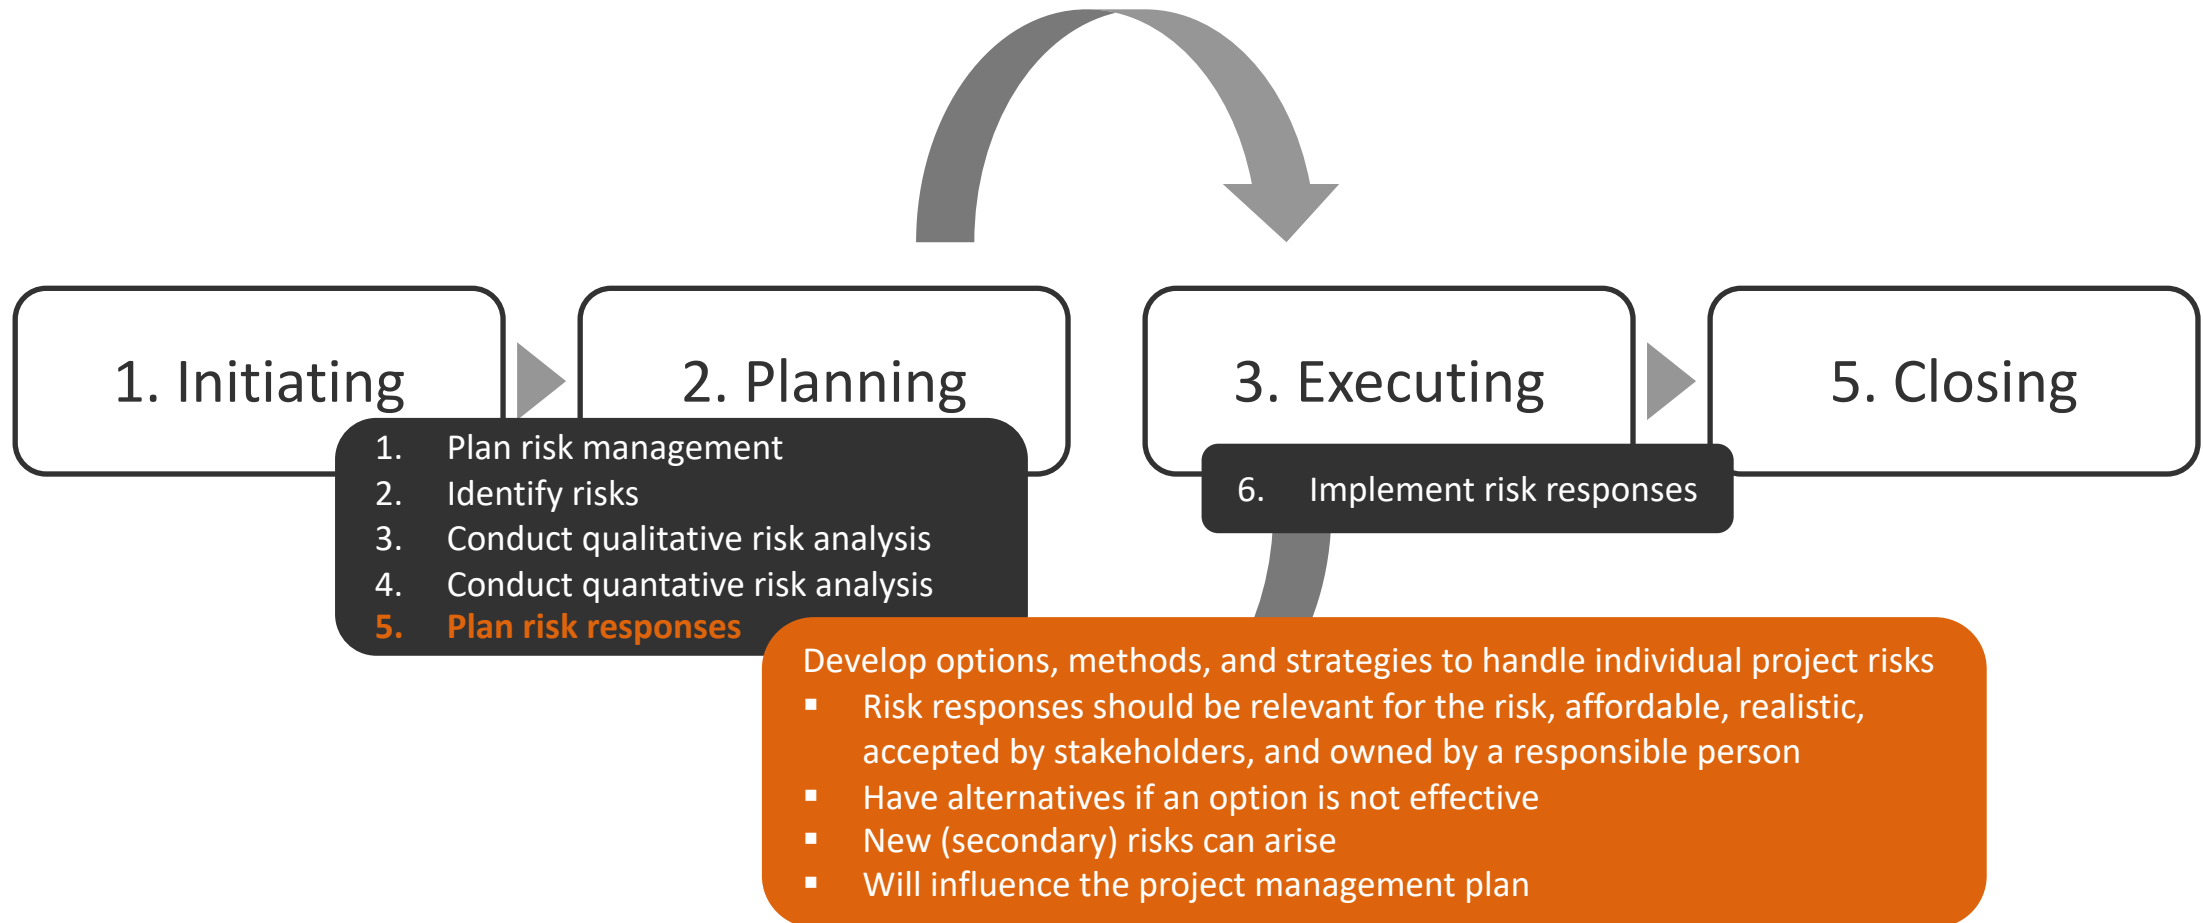 1. Initiating
2. Planning
3. Executing
5. Closing
1. Plan risk management
2. Identify risks
3. Conduct qualitative risk analysis
4. Conduct quantative risk analysis
5. Plan risk responses
6. Implement risk responses
Develop options, methods, and strategies to handle individual project risks
▪ Risk responses should be relevant for the risk, affordable, realistic,
accepted by stakeholders, and owned by a responsible person
▪ Have alternatives if an option is not effective
▪ New (secondary) risks can arise
▪ Will influence the project management plan